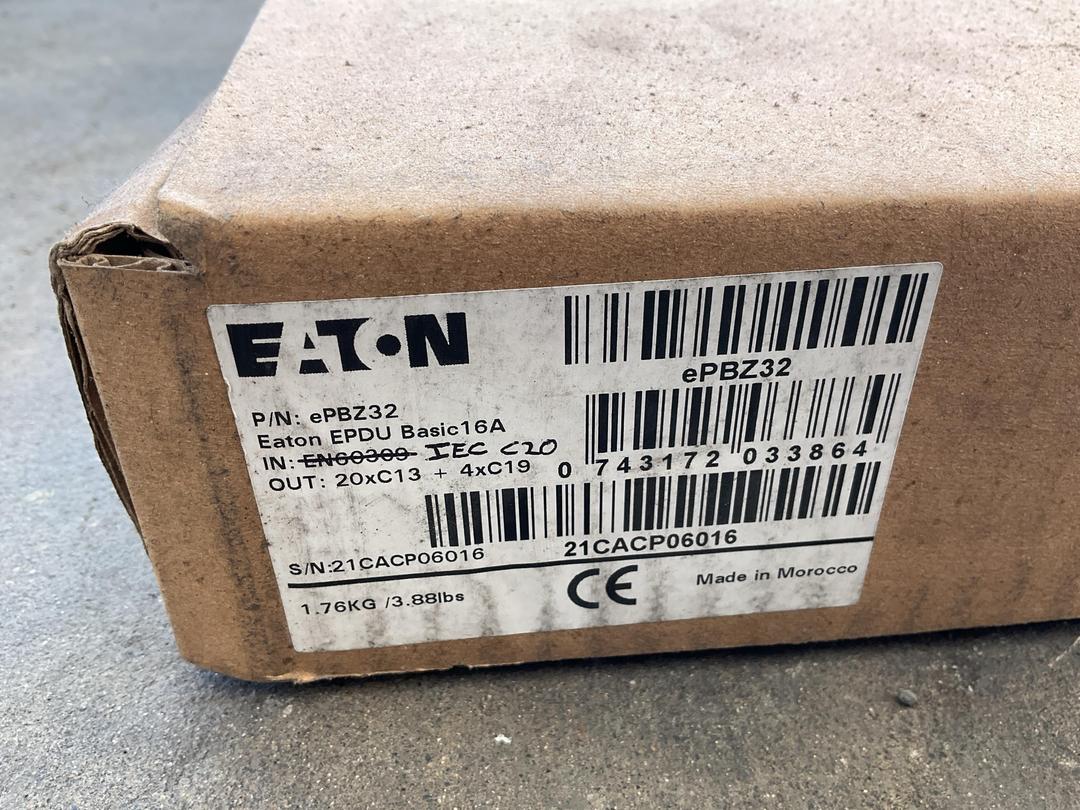 EATON
ePBZ32
P/N: ePBZ32
Eaton EPDU Basic16A
IN: EN60309 IEC C20
OUT: 20xC13 + 4xC19
0 743172 033864
21CACP06016
S/N:21CACP06016
1.76KG /3.88lbs
CE
Made in Morocco